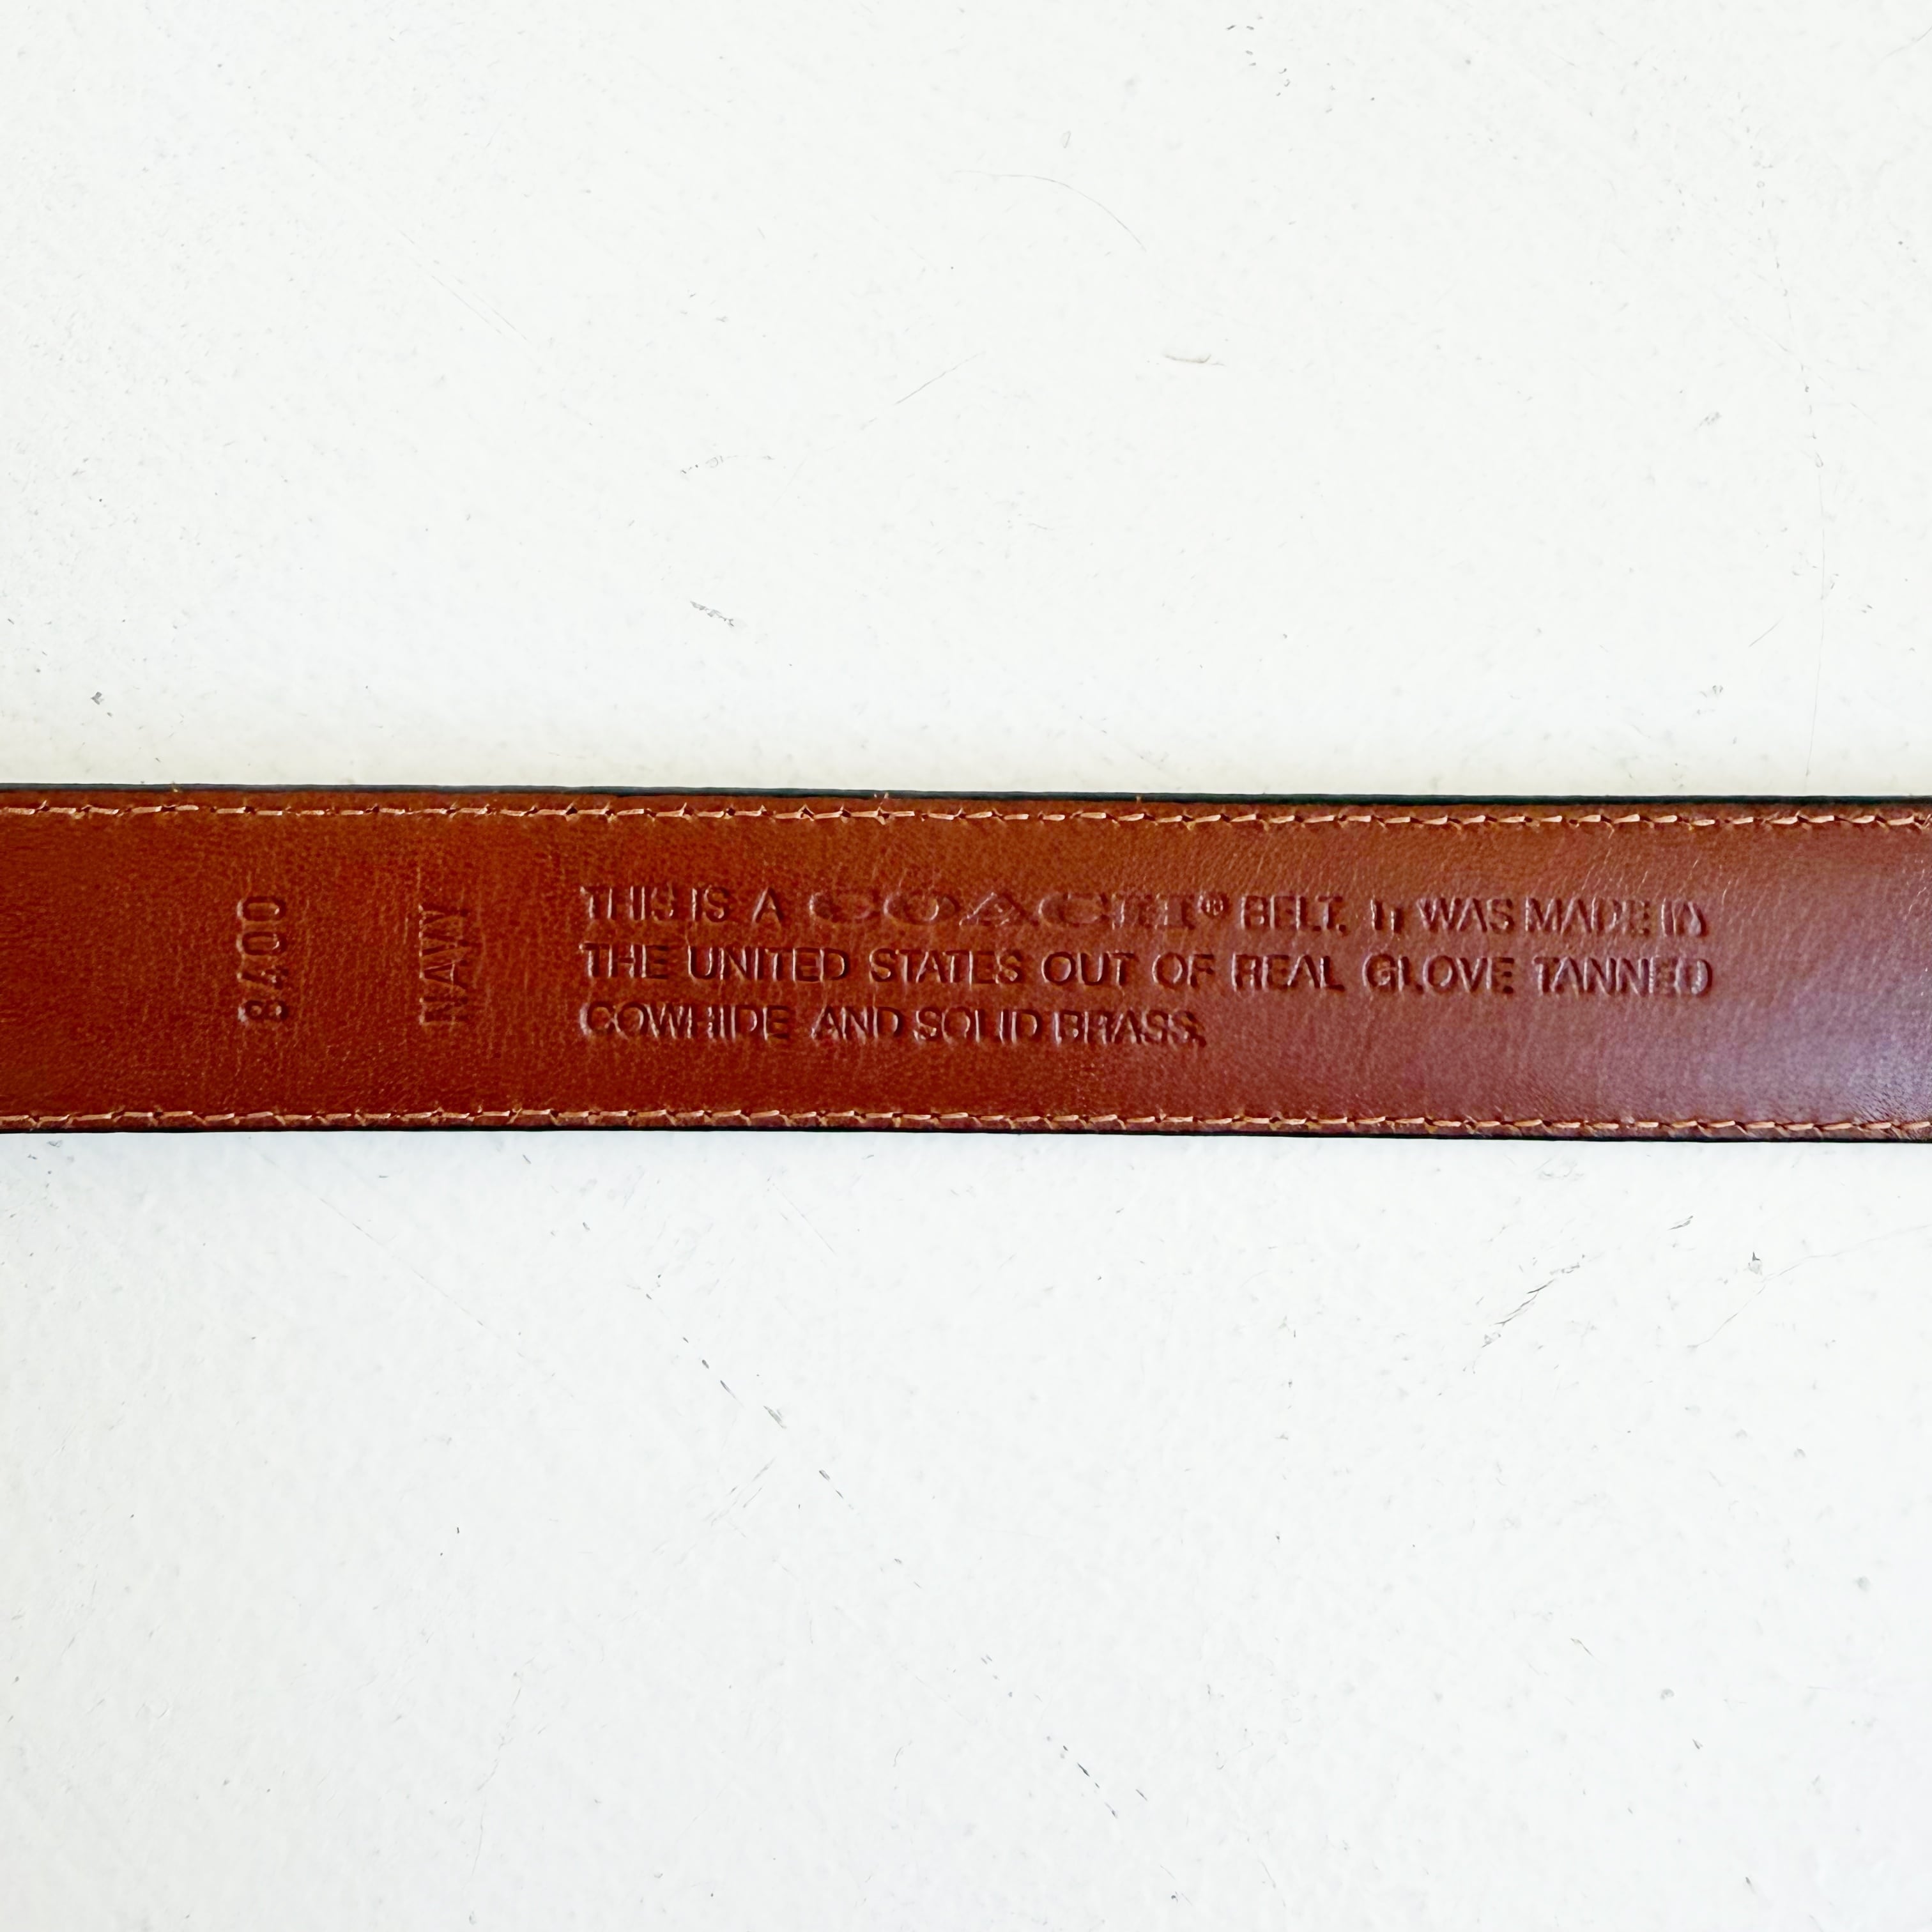 8400
NAVY
THIS IS A COACH® BELT. IT WAS MADE IN
THE UNITED STATES OUT OF REAL GLOVE TANNED
COWHIDE AND SOLID BRASS.